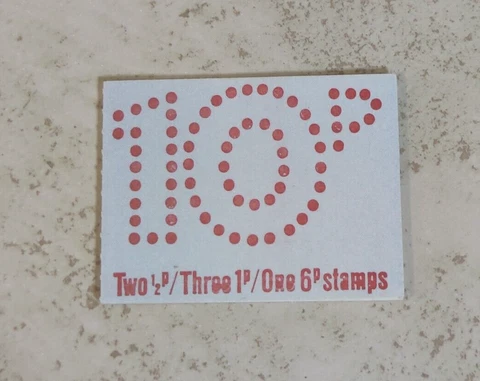 10P
Two ½P/Three 1P/One 6P stamps